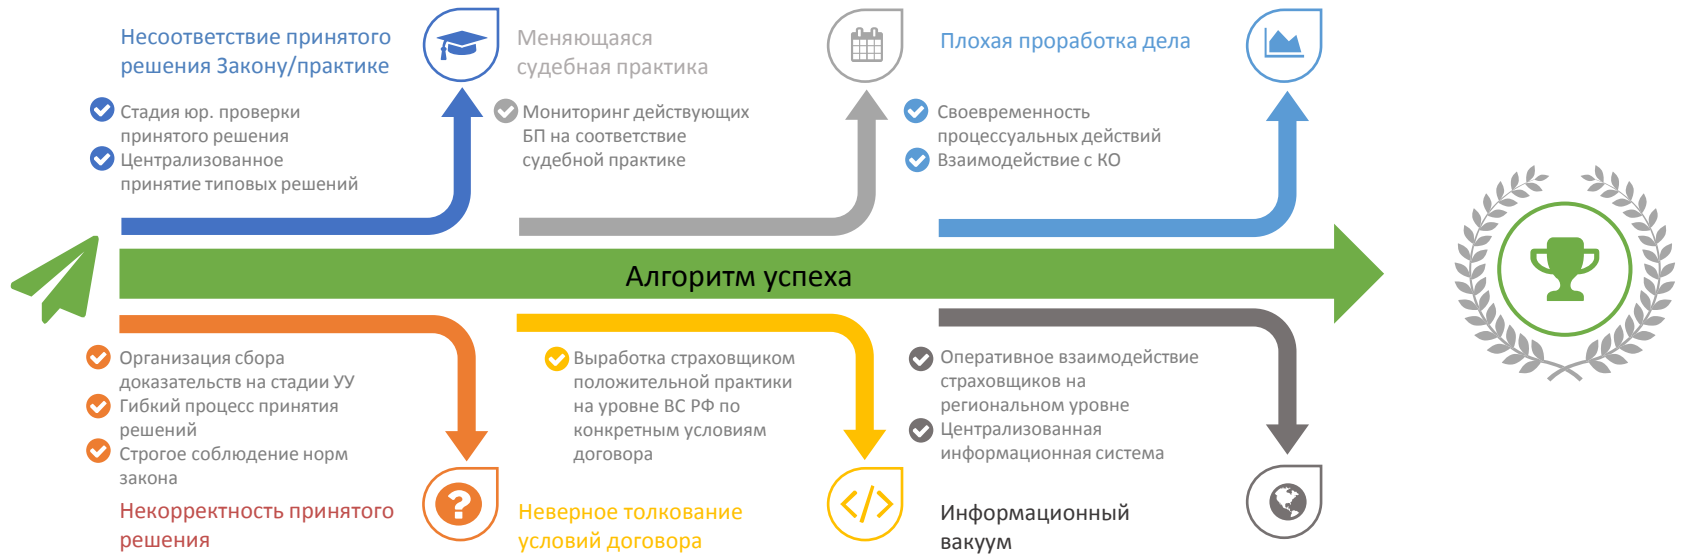 Несоответствие принятого
решения Закону/практике
Стадия юр. проверки
принятого решения
Централизованное
принятие типовых решений
Меняющаяся
судебная практика
Мониторинг действующих
БП на соответствие
судебной практике
Плохая проработка дела
Своевременность
процессуальных действий
Взаимодействие с КО
Алгоритм успеха
Организация сбора
доказательств на стадии УУ
Гибкий процесс принятия
решений
Строгое соблюдение норм
закона
Некорректность принятого
решения
Выработка страховщиком
положительной практики
на уровне ВС РФ по
конкретным условиям
договора
Неверное толкование
условий договора
Оперативное взаимодействие
страховщиков на
региональном уровне
Централизованная
информационная система
Информационный
вакуум